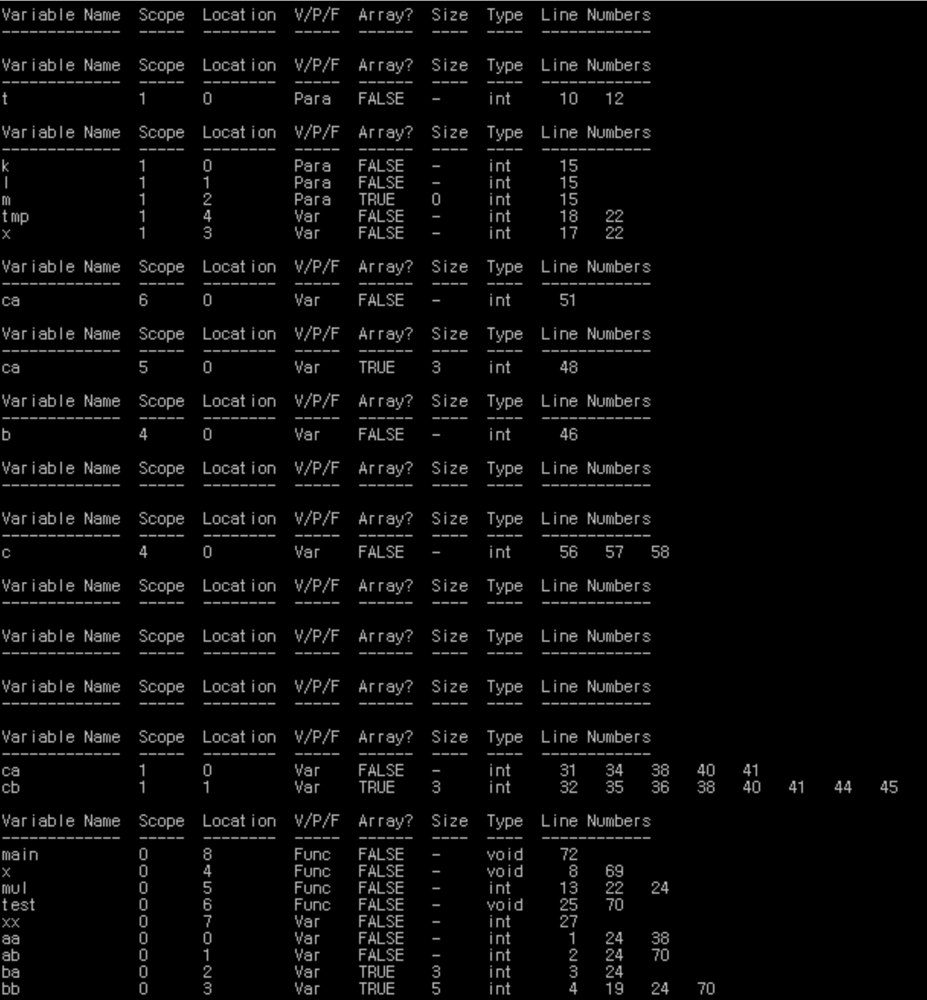 Variable Name  Scope  Location  V/P/F  Array?  Size  Type  Line Numbers
-------------  -----  --------  -----  ------  ----  ----  ------------
Variable Name  Scope  Location  V/P/F  Array?  Size  Type  Line Numbers
-------------  -----  --------  -----  ------  ----  ----  ------------
t              1      0         Para   FALSE   -     int     10   12
Variable Name  Scope  Location  V/P/F  Array?  Size  Type  Line Numbers
-------------  -----  --------  -----  ------  ----  ----  ------------
k              1      0         Para   FALSE   -     int     15
l              1      1         Para   FALSE   -     int     15
m              1      2         Para   TRUE    0     int     15
tmp            1      4         Var    FALSE   -     int     18   22
x              1      3         Var    FALSE   -     int     17   22
Variable Name  Scope  Location  V/P/F  Array?  Size  Type  Line Numbers
-------------  -----  --------  -----  ------  ----  ----  ------------
ca             6      0         Var    FALSE   -     int     51
Variable Name  Scope  Location  V/P/F  Array?  Size  Type  Line Numbers
-------------  -----  --------  -----  ------  ----  ----  ------------
ca             5      0         Var    TRUE    3     int     48
Variable Name  Scope  Location  V/P/F  Array?  Size  Type  Line Numbers
-------------  -----  --------  -----  ------  ----  ----  ------------
b              4      0         Var    FALSE   -     int     46
Variable Name  Scope  Location  V/P/F  Array?  Size  Type  Line Numbers
-------------  -----  --------  -----  ------  ----  ----  ------------
Variable Name  Scope  Location  V/P/F  Array?  Size  Type  Line Numbers
-------------  -----  --------  -----  ------  ----  ----  ------------
c              4      0         Var    FALSE   -     int     56   57   58
Variable Name  Scope  Location  V/P/F  Array?  Size  Type  Line Numbers
-------------  -----  --------  -----  ------  ----  ----  ------------
Variable Name  Scope  Location  V/P/F  Array?  Size  Type  Line Numbers
-------------  -----  --------  -----  ------  ----  ----  ------------
Variable Name  Scope  Location  V/P/F  Array?  Size  Type  Line Numbers
-------------  -----  --------  -----  ------  ----  ----  ------------
Variable Name  Scope  Location  V/P/F  Array?  Size  Type  Line Numbers
-------------  -----  --------  -----  ------  ----  ----  ------------
ca             1      0         Var    FALSE   -     int     31   34   38   40   41
cb             1      1         Var    TRUE    3     int     32   35   36   38   40   41   44   45
Variable Name  Scope  Location  V/P/F  Array?  Size  Type  Line Numbers
-------------  -----  --------  -----  ------  ----  ----  ------------
main           0      8         Func   FALSE   -     void    72
x              0      4         Func   FALSE   -     void     8   69
mul            0      5         Func   FALSE   -     int     13   22   24
test           0      6         Func   FALSE   -     void    25   70
xx             0      7         Var    FALSE   -     int     27
aa             0      0         Var    FALSE   -     int      1   24   38
ab             0      1         Var    FALSE   -     int      2   24   70
ba             0      2         Var    TRUE    3     int      3   24
bb             0      3         Var    TRUE    5     int      4   19   24   70